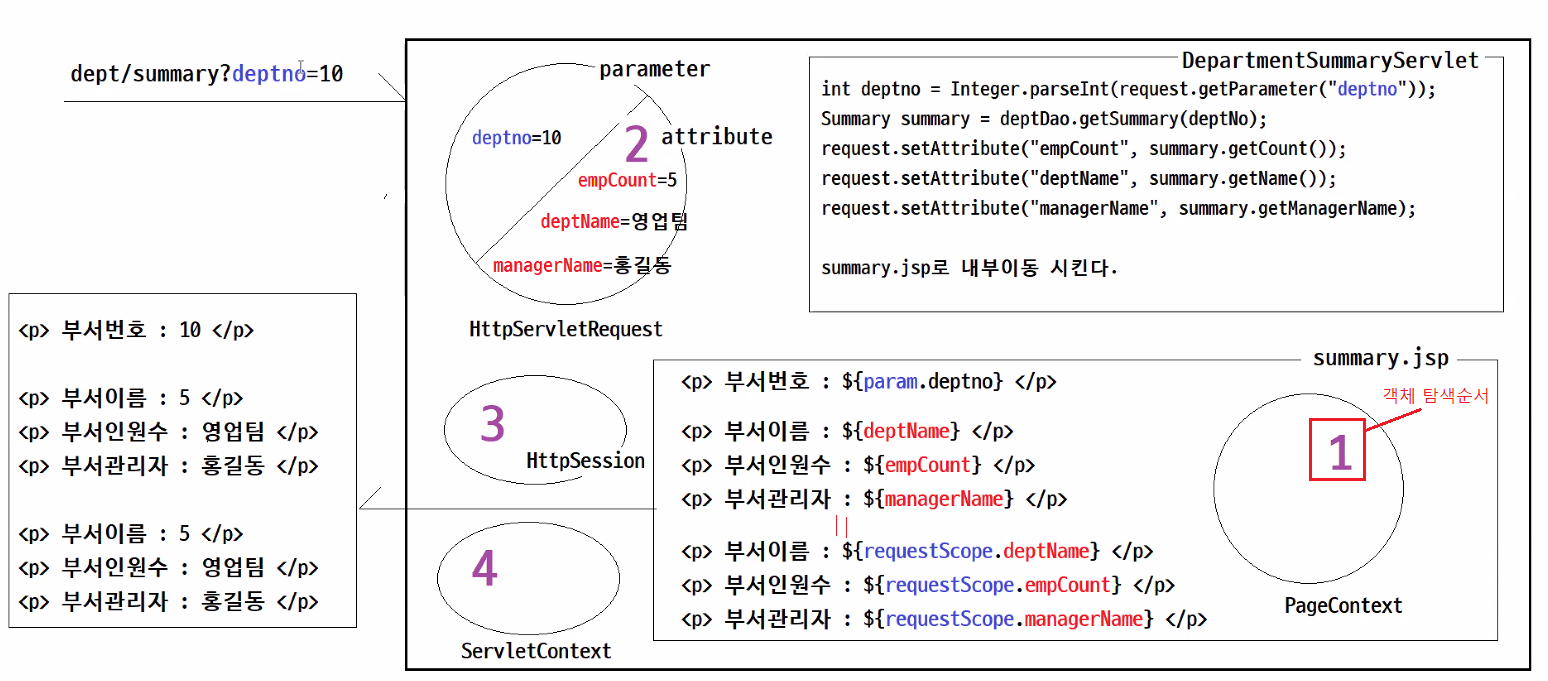 dept/summary?deptno=10
parameter
deptno=10
2
attribute
empCount=5
deptName=영업팀
managerName=홍길동
HttpServletRequest
DepartmentSummaryServlet
int deptno = Integer.parseInt(request.getParameter("deptno"));
Summary summary = deptDao.getSummary(deptNo);
request.setAttribute("empCount", summary.getCount());
request.setAttribute("deptName", summary.getName());
request.setAttribute("managerName", summary.getManagerName);
summary.jsp로 내부이동 시킨다.
<p> 부서번호 : 10 </p>
<p> 부서이름 : 5 </p>
<p> 부서인원수 : 영업팀 </p>
<p> 부서관리자 : 홍길동 </p>
<p> 부서이름 : 5 </p>
<p> 부서인원수 : 영업팀 </p>
<p> 부서관리자 : 홍길동 </p>
3
HttpSession
4
ServletContext
summary.jsp
<p> 부서번호 : ${param.deptno} </p>
<p> 부서이름 : ${deptName} </p>
<p> 부서인원수 : ${empCount} </p>
<p> 부서관리자 : ${managerName} </p>
<p> 부서이름 : ${requestScope.deptName} </p>
<p> 부서인원수 : ${requestScope.empCount} </p>
<p> 부서관리자 : ${requestScope.managerName} </p>
객체 탐색순서
1
PageContext